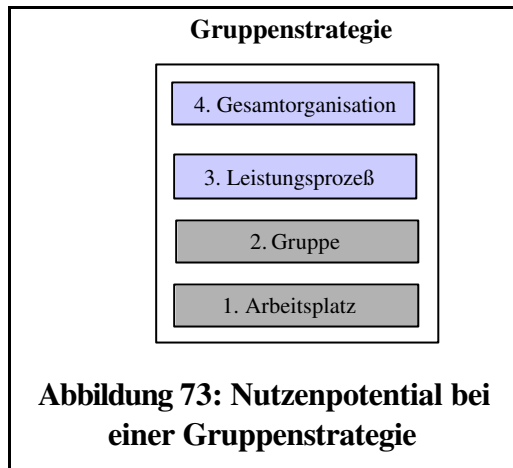 Gruppenstrategie
4. Gesamtorganisation
3. Leistungsprozeß
2. Gruppe
1. Arbeitsplatz
Abbildung 73: Nutzenpotential bei
einer Gruppenstrategie